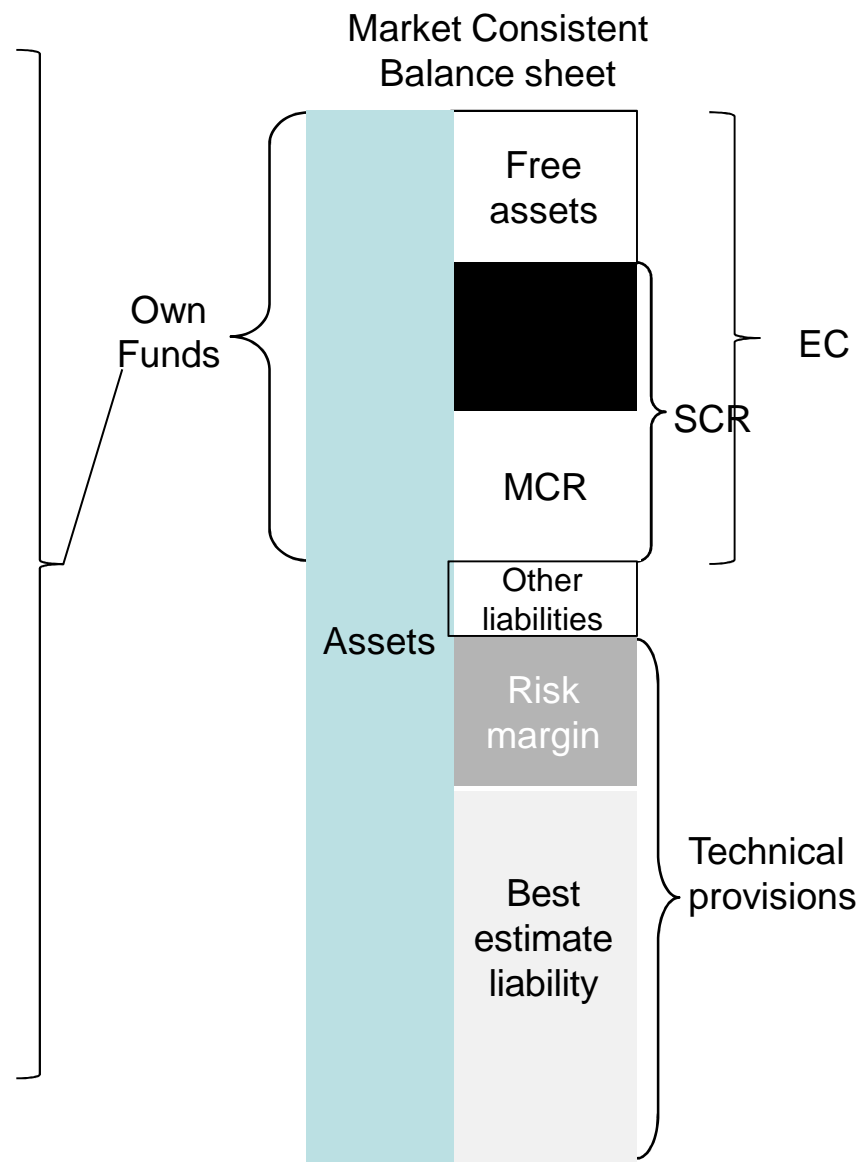 Market Consistent
Balance sheet
Free
assets
Own
Funds
EC
SCR
MCR
Other
liabilities
Assets
Risk
margin
Technical
provisions
Best
estimate
liability